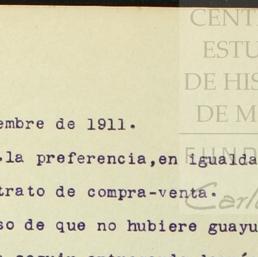 CENT
ESTU
DE HIS
DE M
FUND
Carl
embre de 1911.
la preferencia,en igualda
trato de compra-venta.
so de que no hubiere guayu